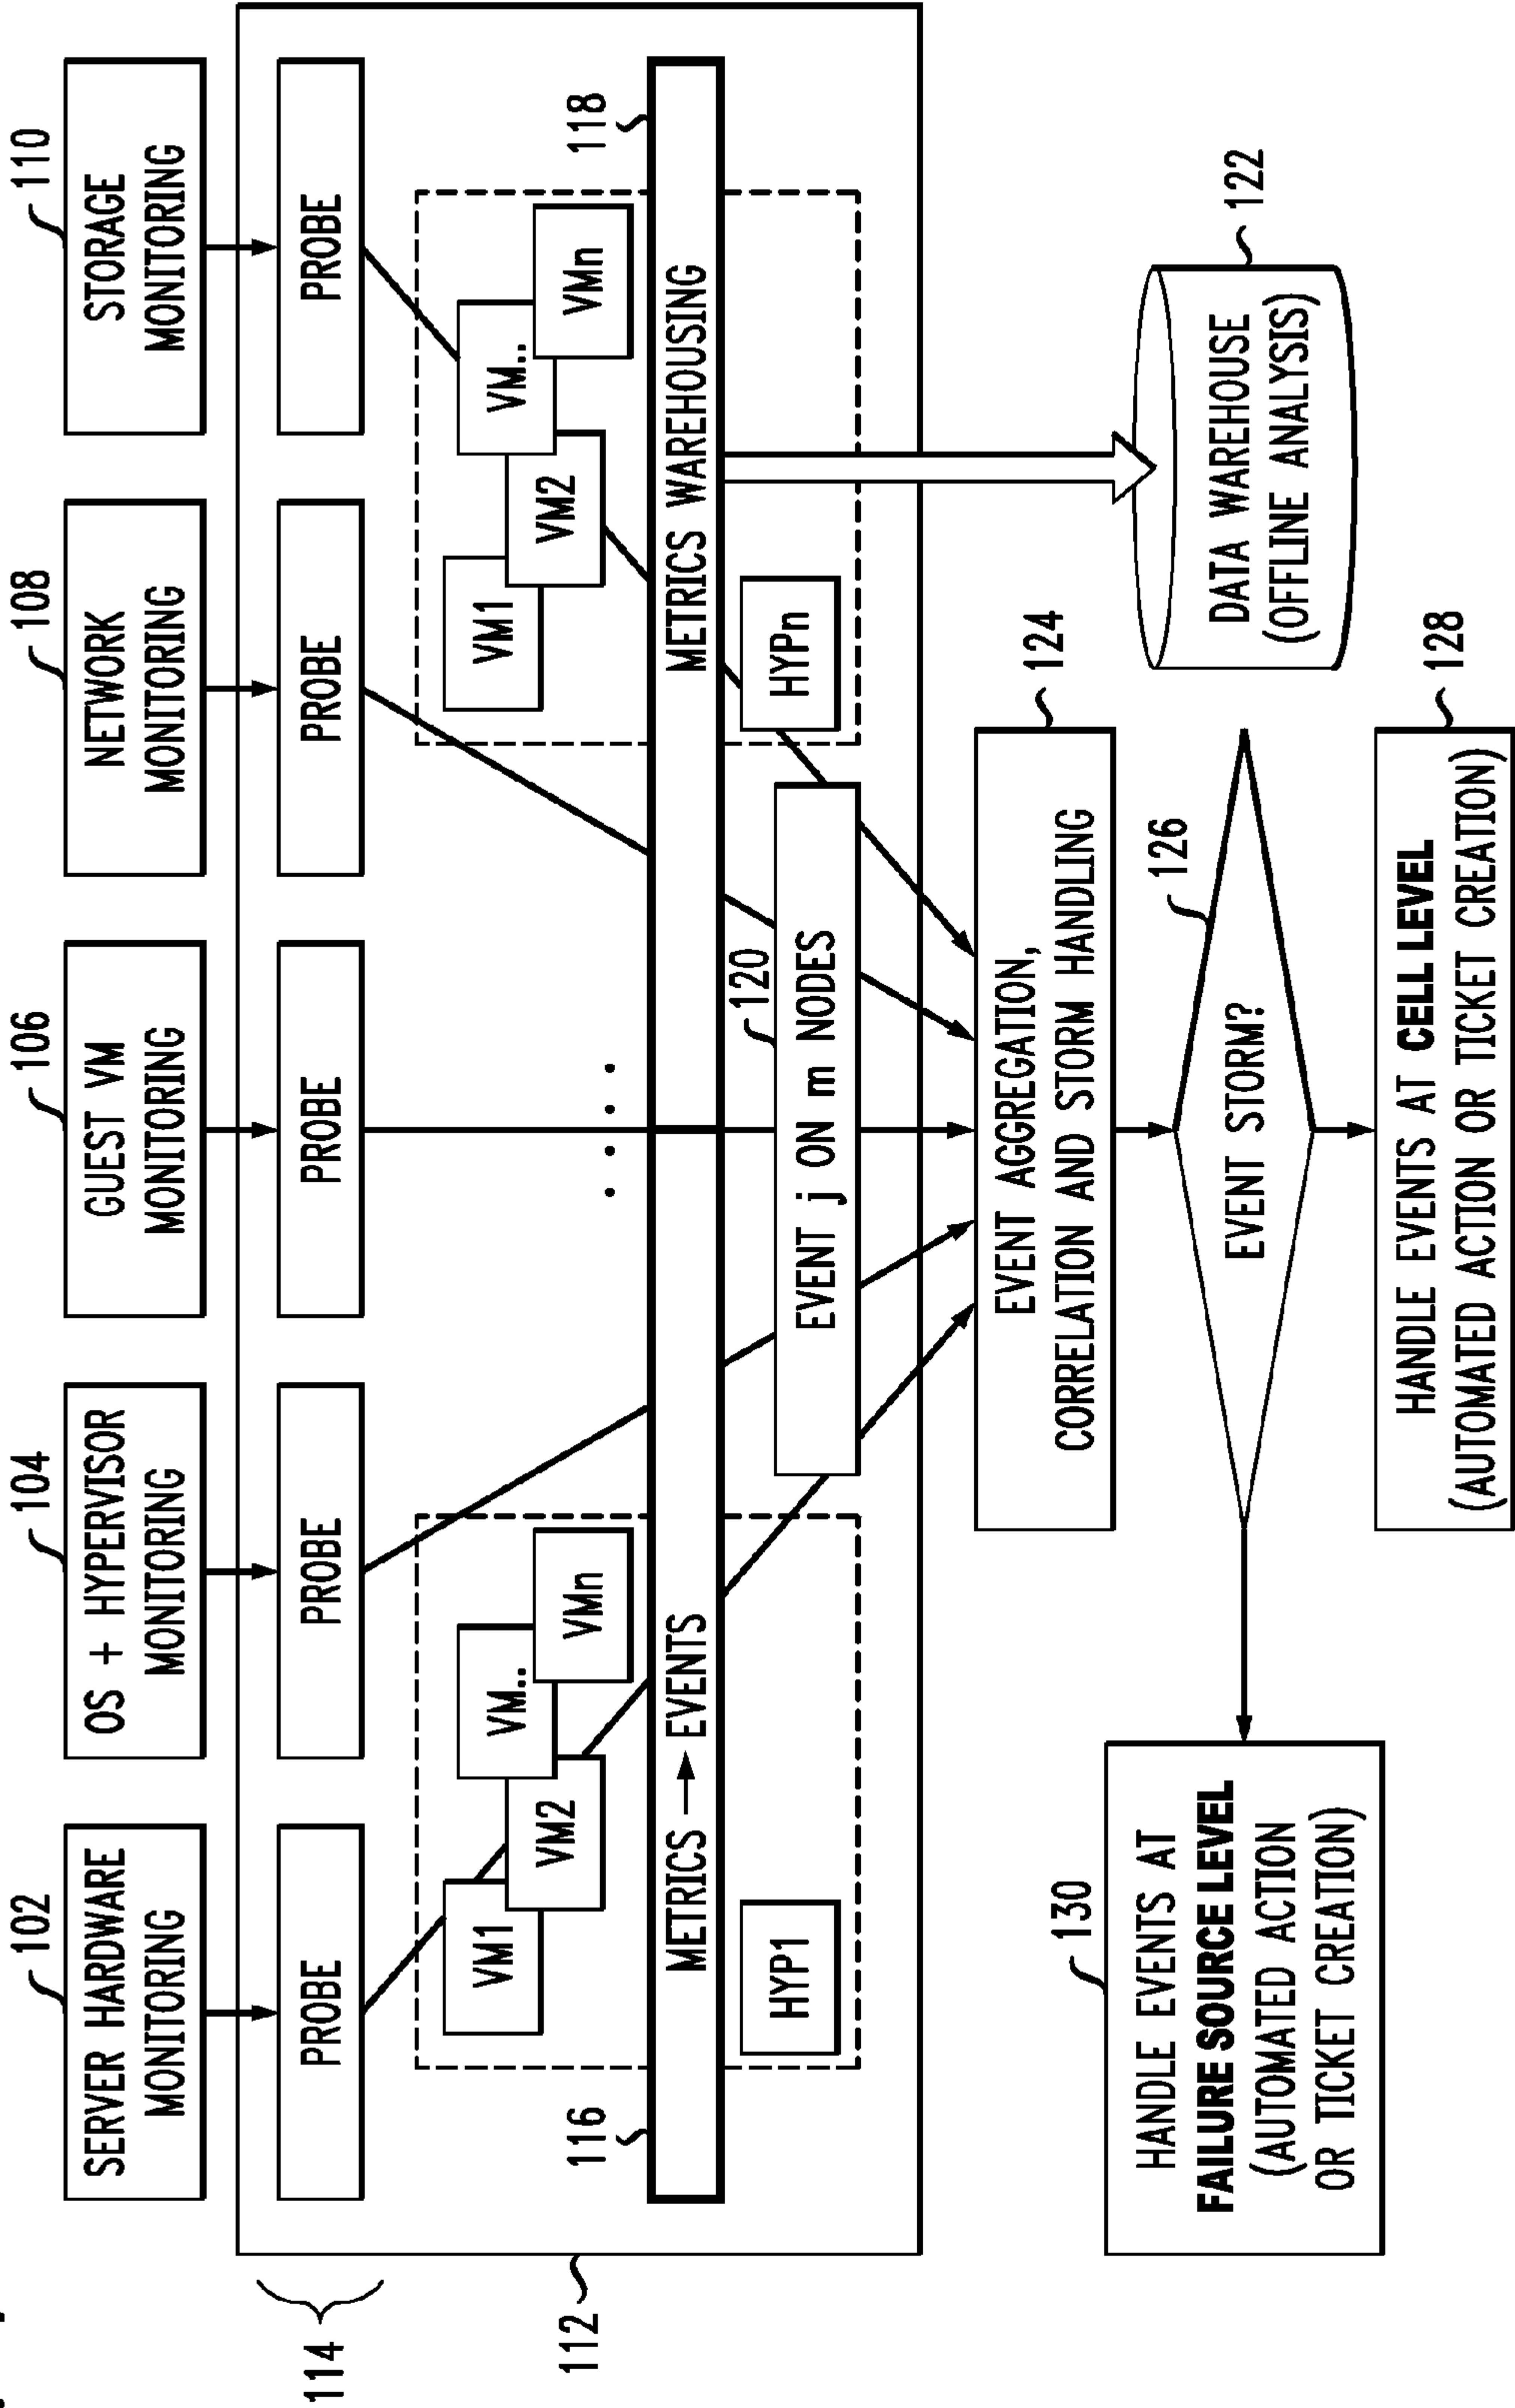 102
104
106
108
110
SERVER HARDWARE
MONITORING
OS + HYPERVISOR
MONITORING
GUEST VM
MONITORING
NETWORK
MONITORING
STORAGE
MONITORING
114
PROBE
PROBE
PROBE
PROBE
PROBE
VM1
VM2
VM..
VMn
. . . .
VM1
VM2
VM..
VMn
116
118
METRICS → EVENTS
METRICS WAREHOUSING
112
HYP1
120
HYPn
EVENT j ON m NODES
124
EVENT AGGREGATION,
CORRELATION AND STORM HANDLING
122
DATA WAREHOUSE
(OFFLINE ANALYSIS)
126
EVENT STORM?
130
HANDLE EVENTS AT
FAILURE SOURCE LEVEL
(AUTOMATED ACTION
OR TICKET CREATION)
128
HANDLE EVENTS AT CELL LEVEL
(AUTOMATED ACTION OR TICKET CREATION)